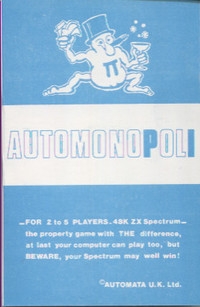 π
AUTOMONOPOLI
...FOR 2 to 5 PLAYERS. 48K ZX Spectrum...
the property game with THE difference,
at last your computer can play too, but
BEWARE, your Spectrum may well win!
©AUTOMATA U.K. Ltd.